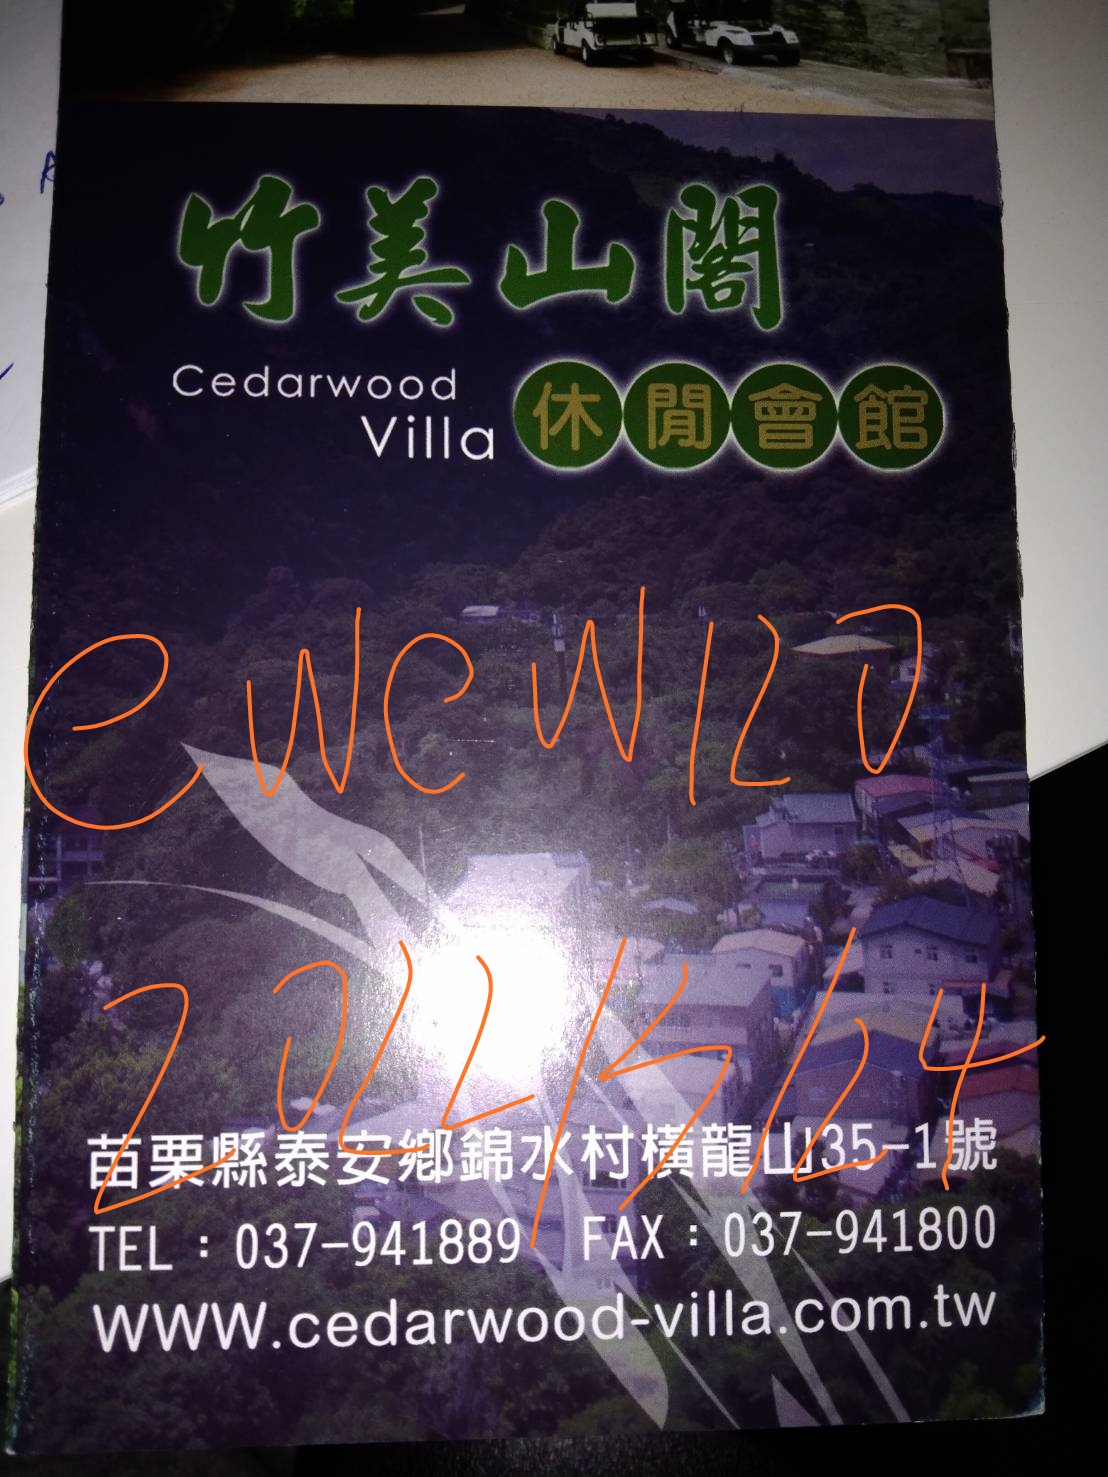 竹美山閣
Cedarwood
Villa 休閒會館
ewew120
2022/5/24
苗栗縣泰安鄉錦水村橫龍山35-1號
TEL：037-941889 FAX：037-941800
WWW.cedarwood-villa.com.tw